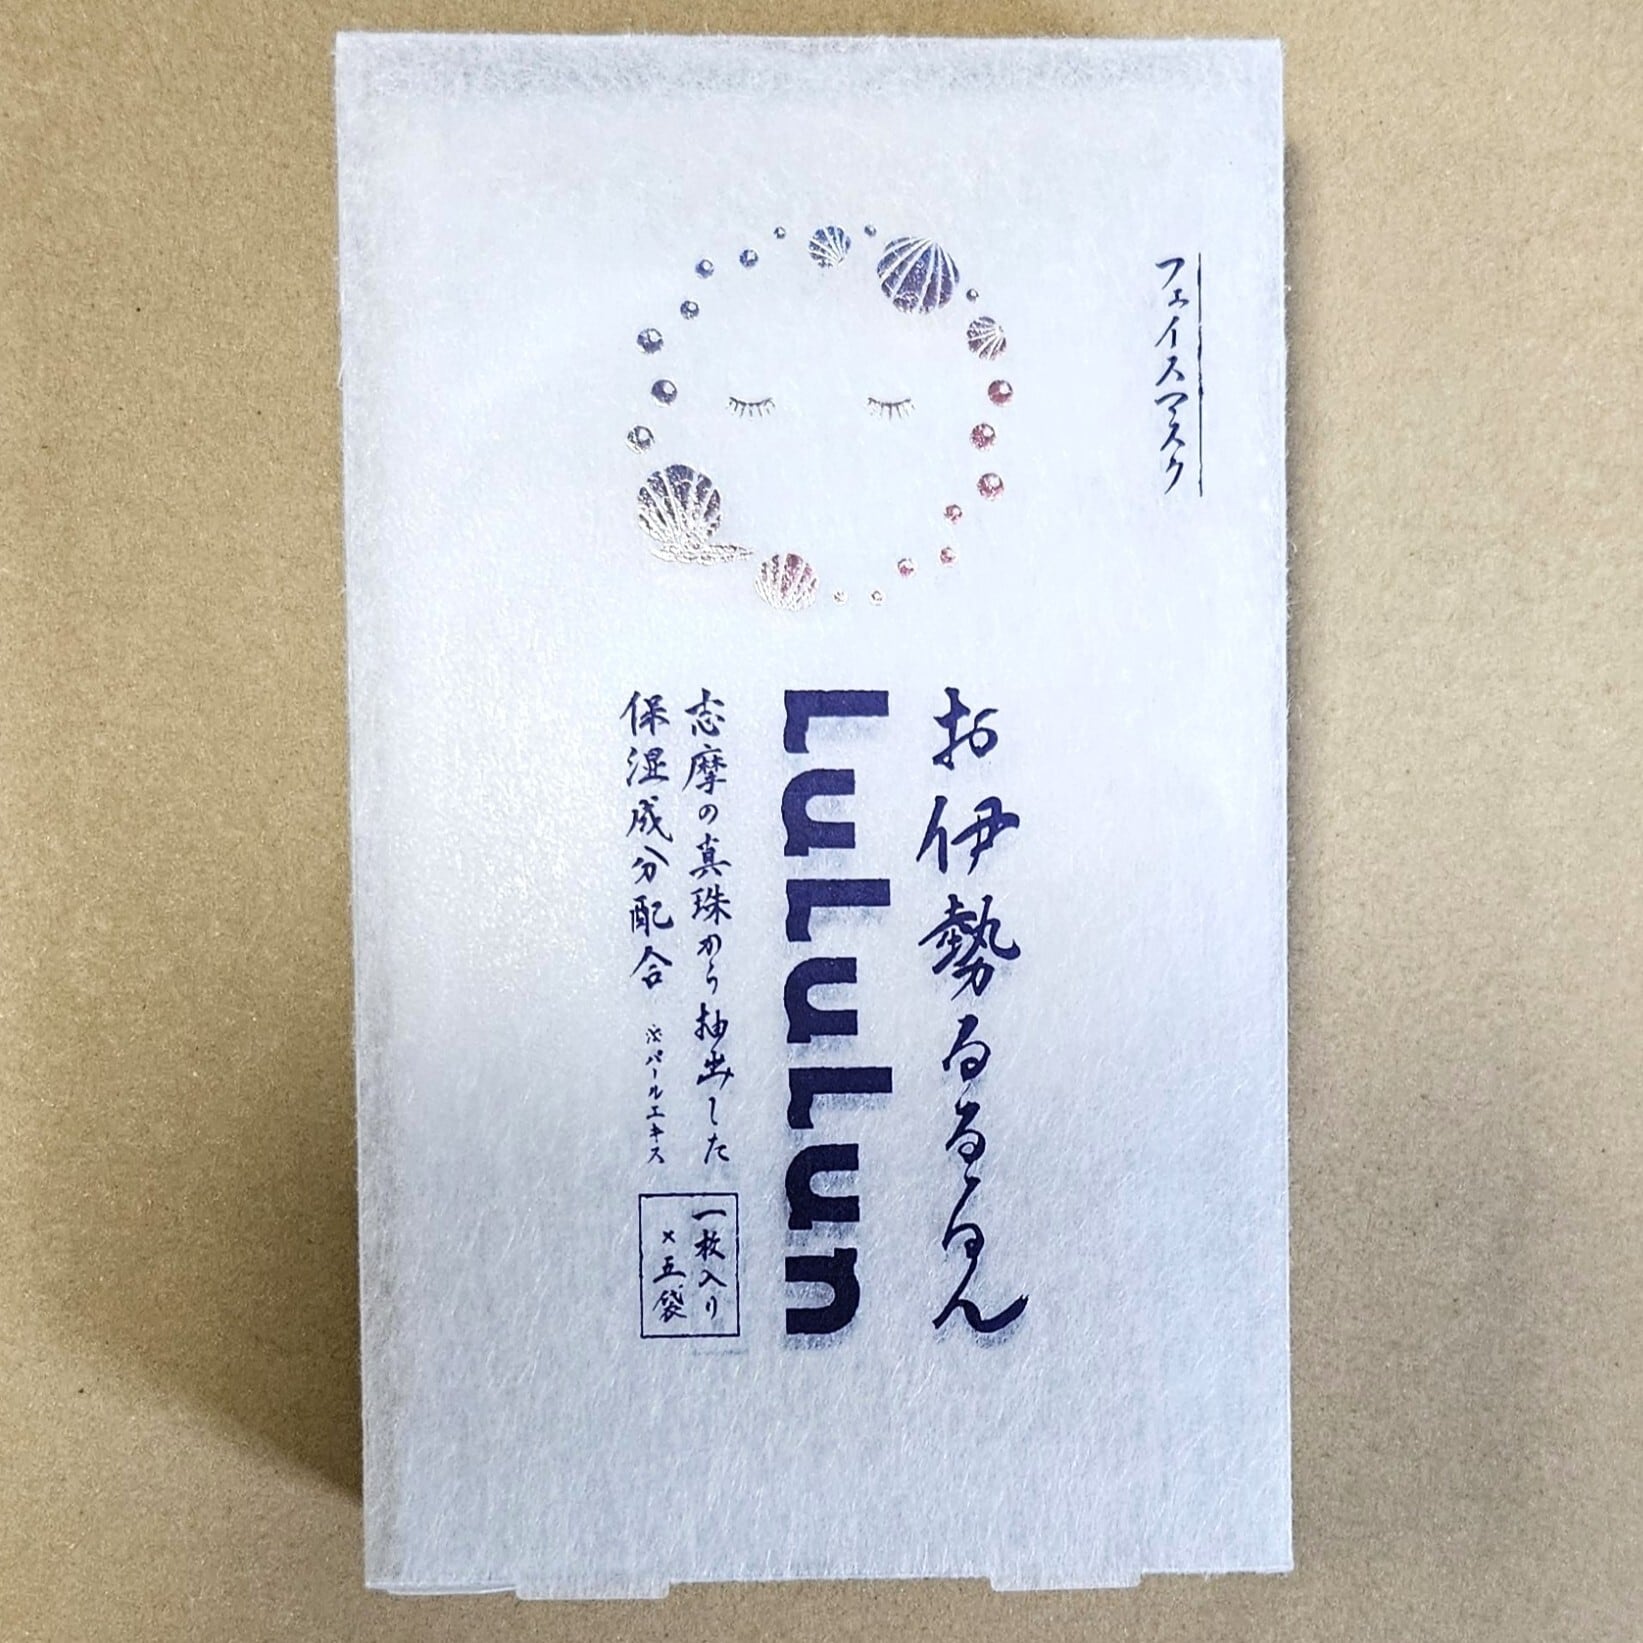 フェイスマスク
お伊勢るるるん
LuLuLun
志摩の真珠から抽出した
保湿成分配合 ※パールエキス
一枚入り
×五袋